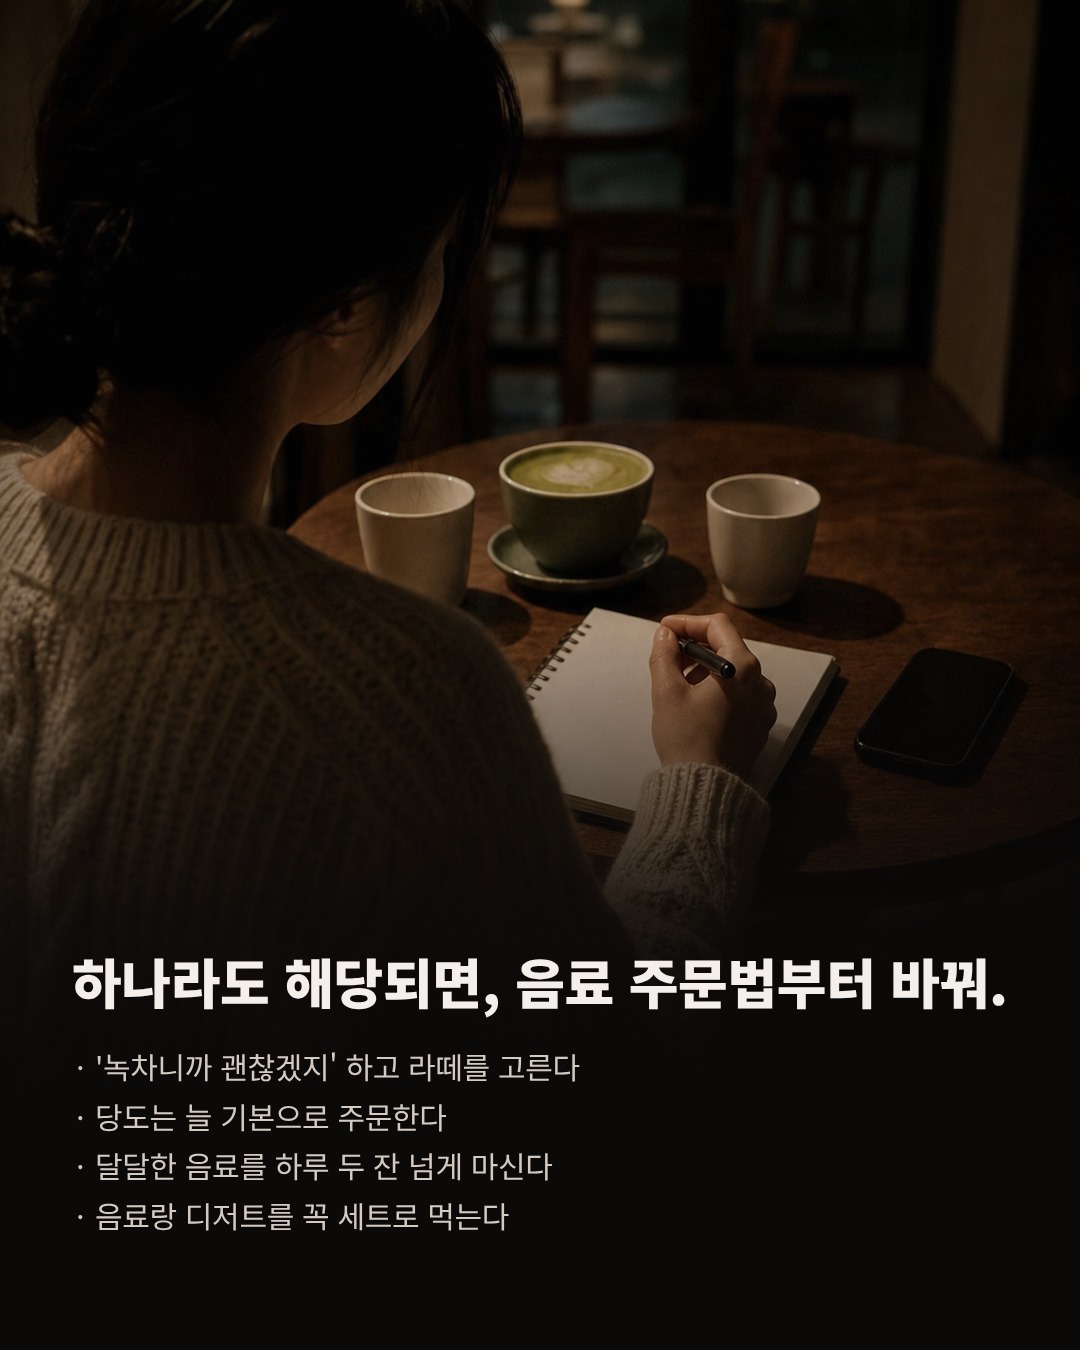 하나라도 해당되면, 음료 주문법부터 바꿔.
· '녹차니까 괜찮겠지' 하고 라떼를 고른다
· 당도는 늘 기본으로 주문한다
· 달달한 음료를 하루 두 잔 넘게 마신다
· 음료랑 디저트를 꼭 세트로 먹는다